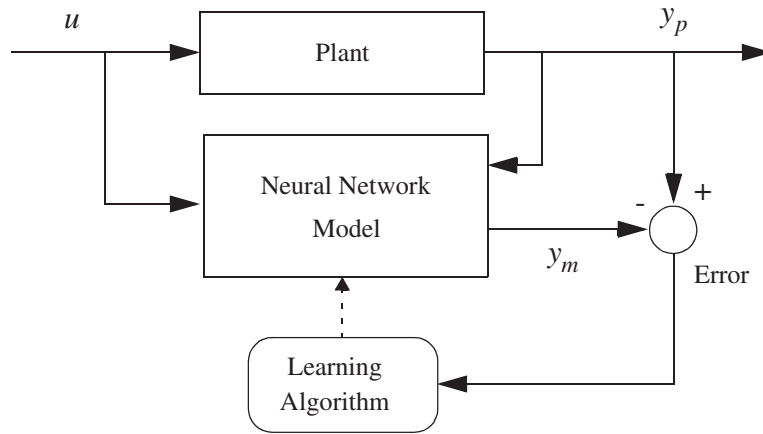 u
y_p
Plant
Neural Network
Model
-
+
y_m
Error
Learning
Algorithm